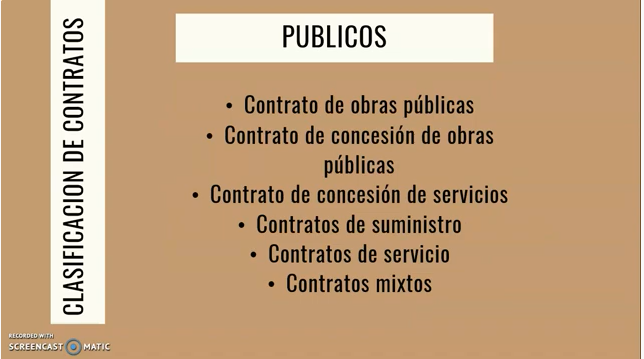 CLASIFICACION DE CONTRATOS
PUBLICOS
• Contrato de obras públicas
• Contrato de concesión de obras
públicas
• Contrato de concesión de servicios
• Contratos de suministro
• Contratos de servicio
• Contratos mixtos
RECORDED WITH
SCREENCAST MATIC